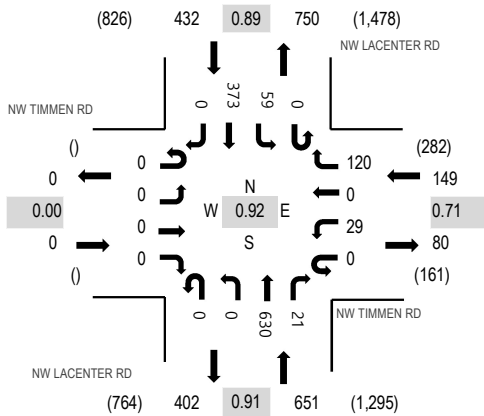 (826) 432 0.89 750 (1,478)
NW LACENTER RD
NW TIMMEN RD
0 373 59 0
() 0 120 (282)
0 0 0 149
N
0.00 0 W 0.92 E 29 0.71
S
0 0 0 80
() (161)
0 0 630 21
NW TIMMEN RD
NW LACENTER RD
(764) 402 0.91 651 (1,295)